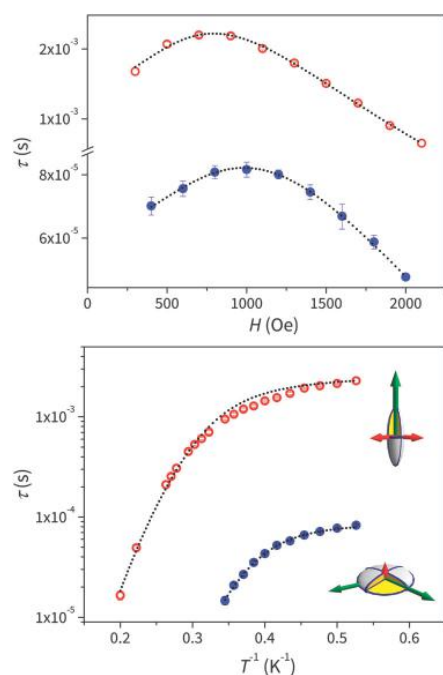 2x10⁻³
1x10⁻³
τ (s)
8x10⁻⁵
6x10⁻⁵
0 500 1000 1500 2000
H (Oe)
1x10⁻³
τ (s)
1x10⁻⁴
1x10⁻⁵
0.2 0.3 0.4 0.5 0.6
T⁻¹ (K⁻¹)